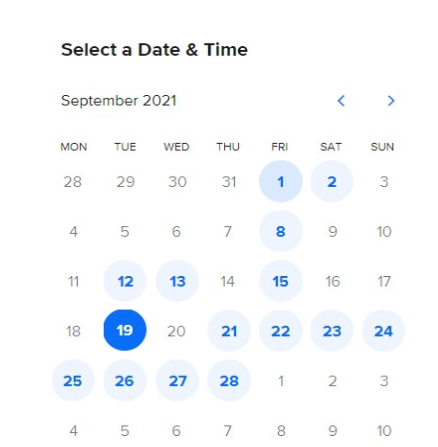 Select a Date & Time
September 2021
MON TUE WED THU FRI SAT SUN
28 29 30 31 1 2 3
4 5 6 7 8 9 10
11 12 13 14 15 16 17
18 19 20 21 22 23 24
25 26 27 28 1 2 3
4 5 6 7 8 9 10